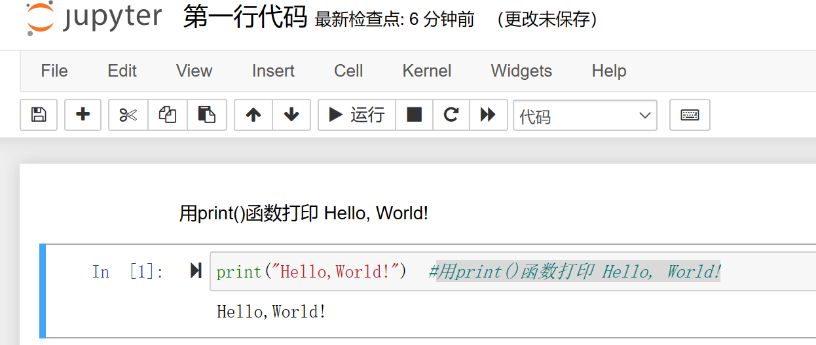 jupyter 第一行代码 最新检查点: 6 分钟前 (更改未保存)
File Edit View Insert Cell Kernel Widgets Help
运行 代码
用print()函数打印 Hello, World!
In [1]: print("Hello,World!") #用print()函数打印 Hello, World!
Hello,World!